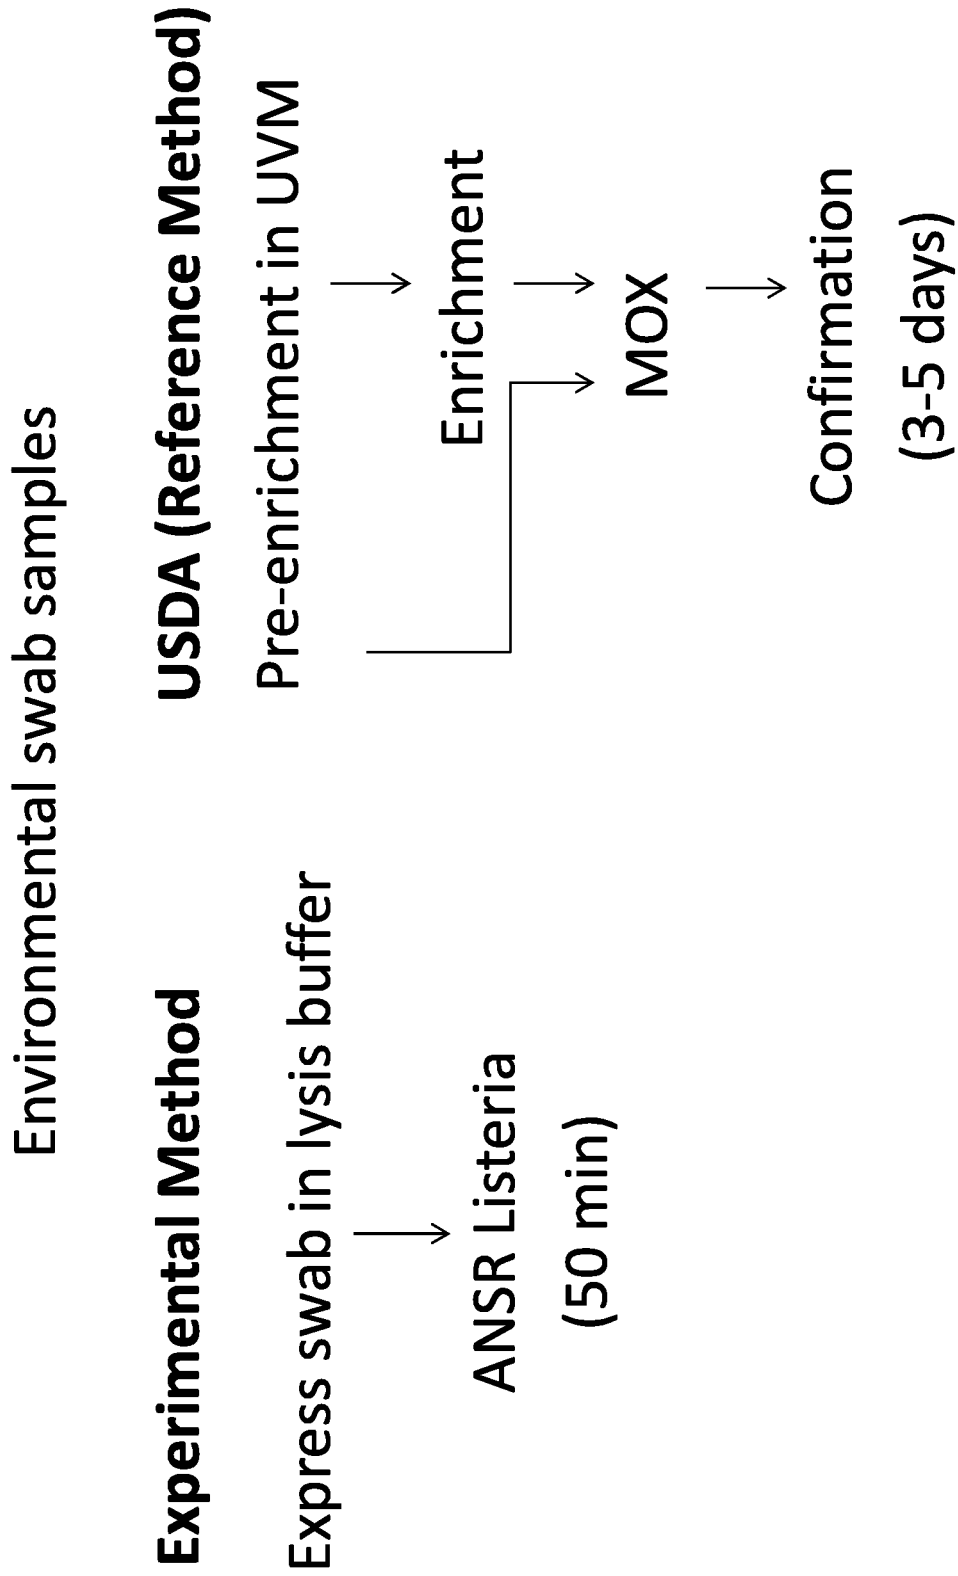 Environmental swab samples
Experimental Method
Express swab in lysis buffer
ANSR Listeria
(50 min)
USDA (Reference Method)
Pre-enrichment in UVM
Enrichment
MOX
Confirmation
(3-5 days)